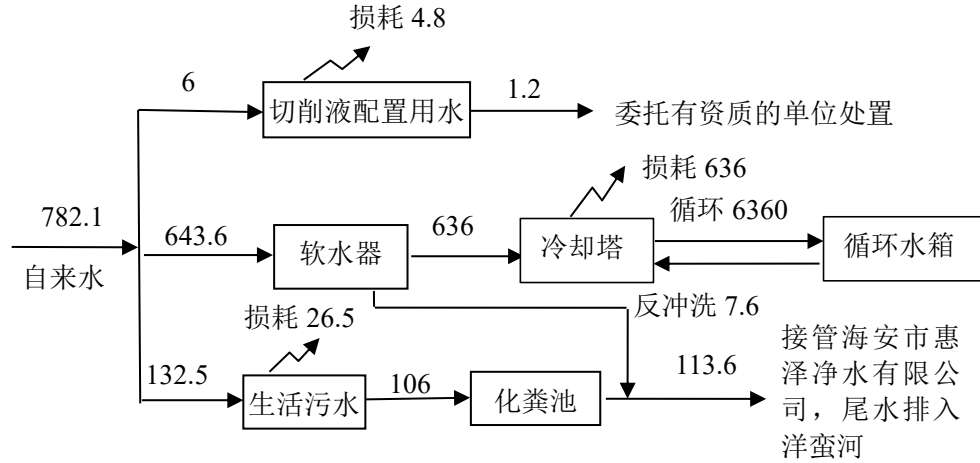 损耗 4.8
6
切削液配置用水
1.2
委托有资质的单位处置
损耗 636
782.1
自来水
643.6
软水器
636
冷却塔
循环 6360
循环水箱
反冲洗 7.6
损耗 26.5
132.5
生活污水
106
化粪池
113.6
接管海安市惠
泽净水有限公
司，尾水排入
洋蛮河